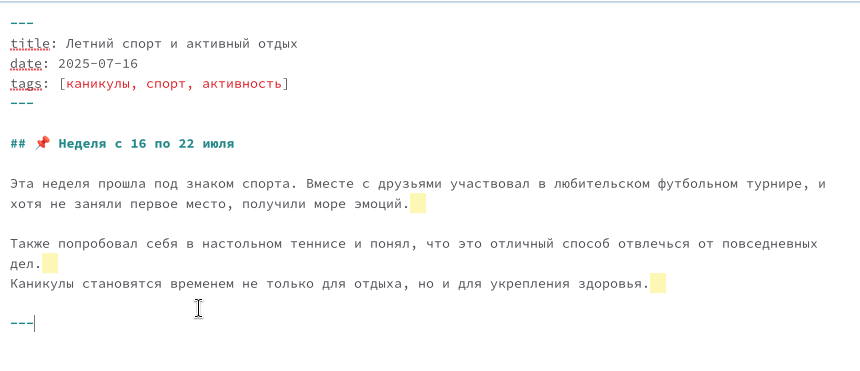 ---
title: Летний спорт и активный отдых
date: 2025-07-16
tags: [каникулы, спорт, активность]
---
## 📌 Неделя с 16 по 22 июля
Эта неделя прошла под знаком спорта. Вместе с друзьями участвовал в любительском футбольном турнире, и
хотя не заняли первое место, получили море эмоций.
Также попробовал себя в настольном теннисе и понял, что это отличный способ отвлечься от повседневных
дел.
Каникулы становятся временем не только для отдыха, но и для укрепления здоровья.
---